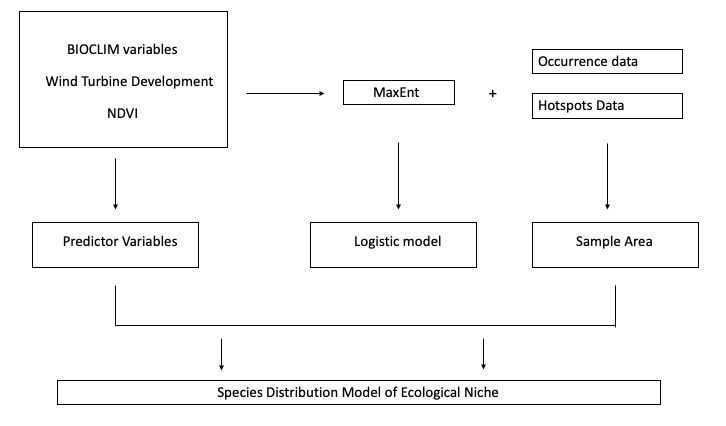 BIOCLIM variables
Wind Turbine Development
NDVI
MaxEnt
+
Occurrence data
Hotspots Data
Predictor Variables
Logistic model
Sample Area
Species Distribution Model of Ecological Niche